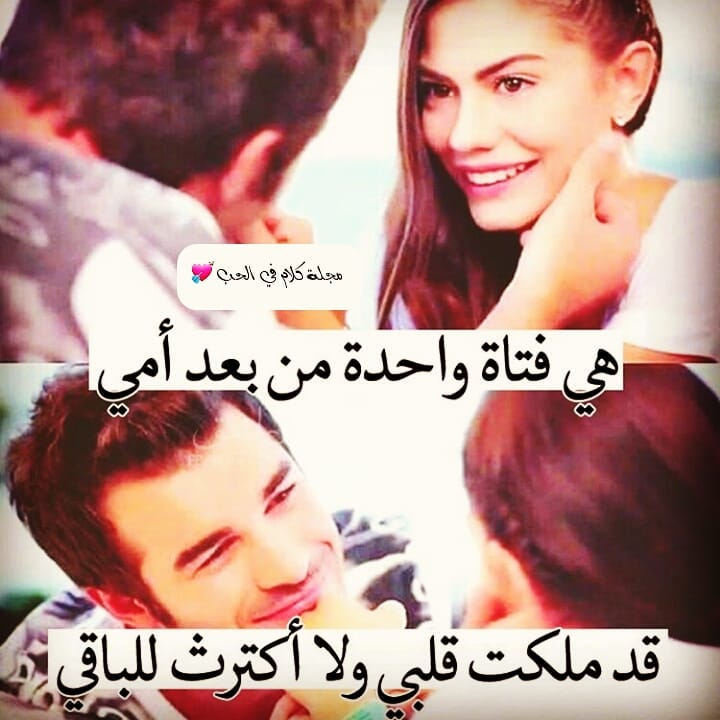 مجلة كلام في الحب
هي فتاة واحدة من بعد أمي
قد ملكت قلبي ولا أكترث للباقي